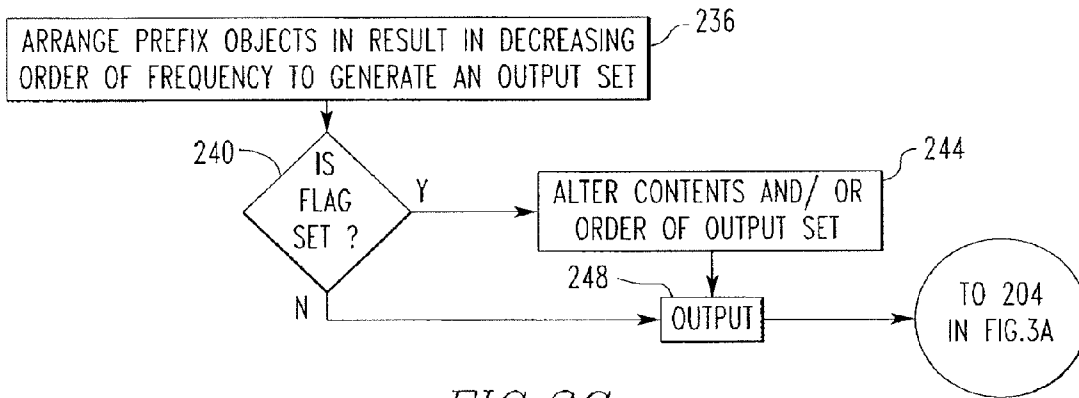 236
ARRANGE PREFIX OBJECTS IN RESULT IN DECREASING
ORDER OF FREQUENCY TO GENERATE AN OUTPUT SET
240
IS
FLAG
SET ?
Y
N
244
ALTER CONTENTS AND/ OR
ORDER OF OUTPUT SET
248
OUTPUT
TO 204
IN FIG.3A